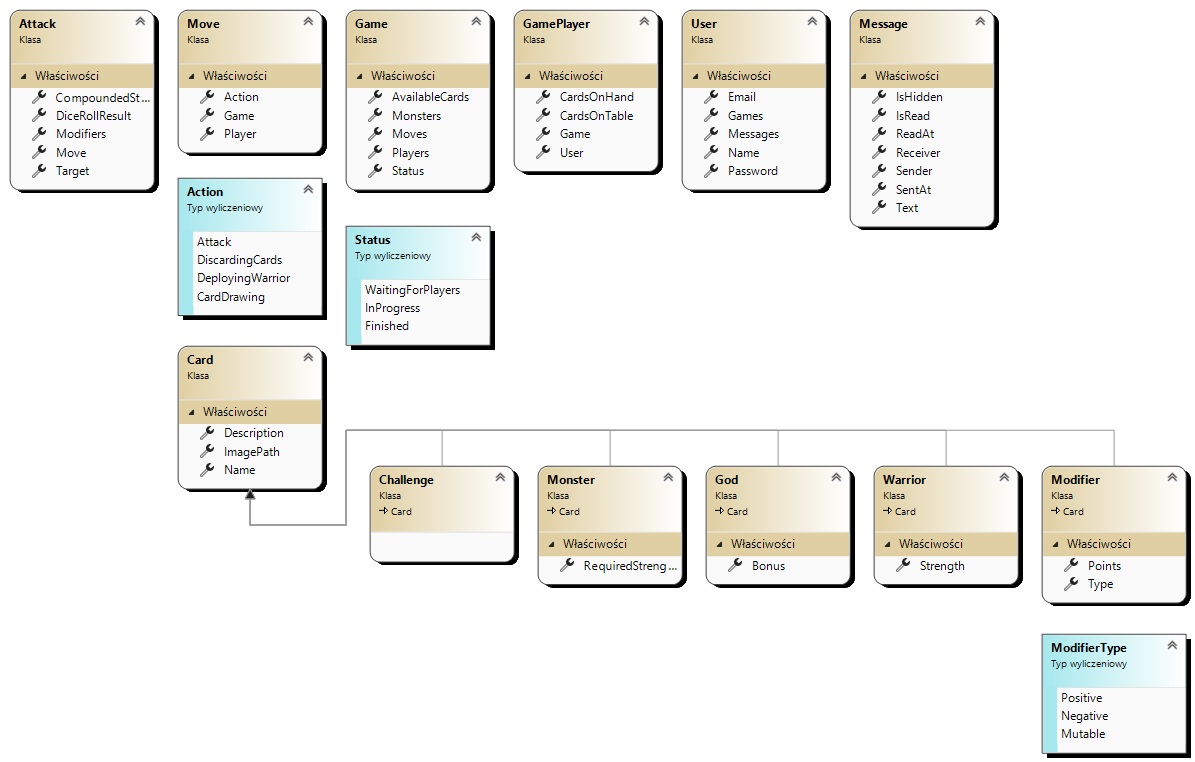 Attack
Klasa
Właściwości
CompoundedSt...
DiceRollResult
Modifiers
Move
Target
Move
Klasa
Właściwości
Action
Game
Player
Game
Klasa
Właściwości
AvailableCards
Monsters
Moves
Players
Status
GamePlayer
Klasa
Właściwości
CardsOnHand
CardsOnTable
Game
User
User
Klasa
Właściwości
Email
Games
Messages
Name
Password
Message
Klasa
Właściwości
IsHidden
IsRead
ReadAt
Receiver
Sender
SentAt
Text
Action
Typ wyliczeniowy
Attack
DiscardingCards
DeployingWarrior
CardDrawing
Status
Typ wyliczeniowy
WaitingForPlayers
InProgress
Finished
Card
Klasa
Właściwości
Description
ImagePath
Name
Challenge
Klasa
Card
Monster
Klasa
Card
Właściwości
RequiredStreng...
God
Klasa
Card
Właściwości
Bonus
Warrior
Klasa
Card
Właściwości
Strength
Modifier
Klasa
Card
Właściwości
Points
Type
ModifierType
Typ wyliczeniowy
Positive
Negative
Mutable